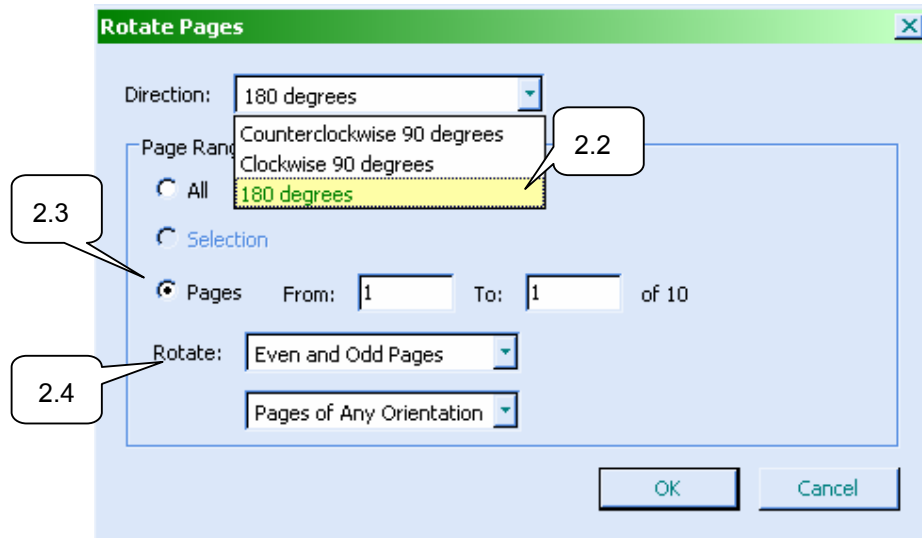 Rotate Pages
Direction: 180 degrees
Counterclockwise 90 degrees
2.2
Clockwise 90 degrees
All
180 degrees
2.3
Selection
Pages From: 1 To: 1 of 10
Rotate: Even and Odd Pages
2.4
Pages of Any Orientation
OK Cancel